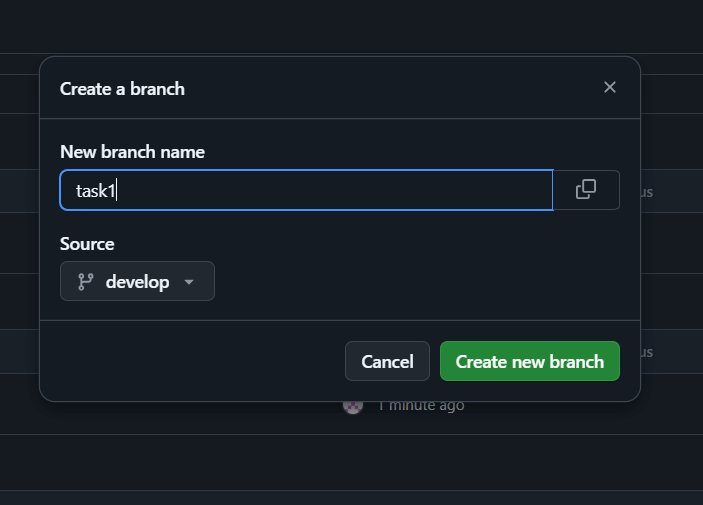 Create a branch
New branch name
task1
us
Source
develop
us
Cancel
Create new branch
1 minute ago